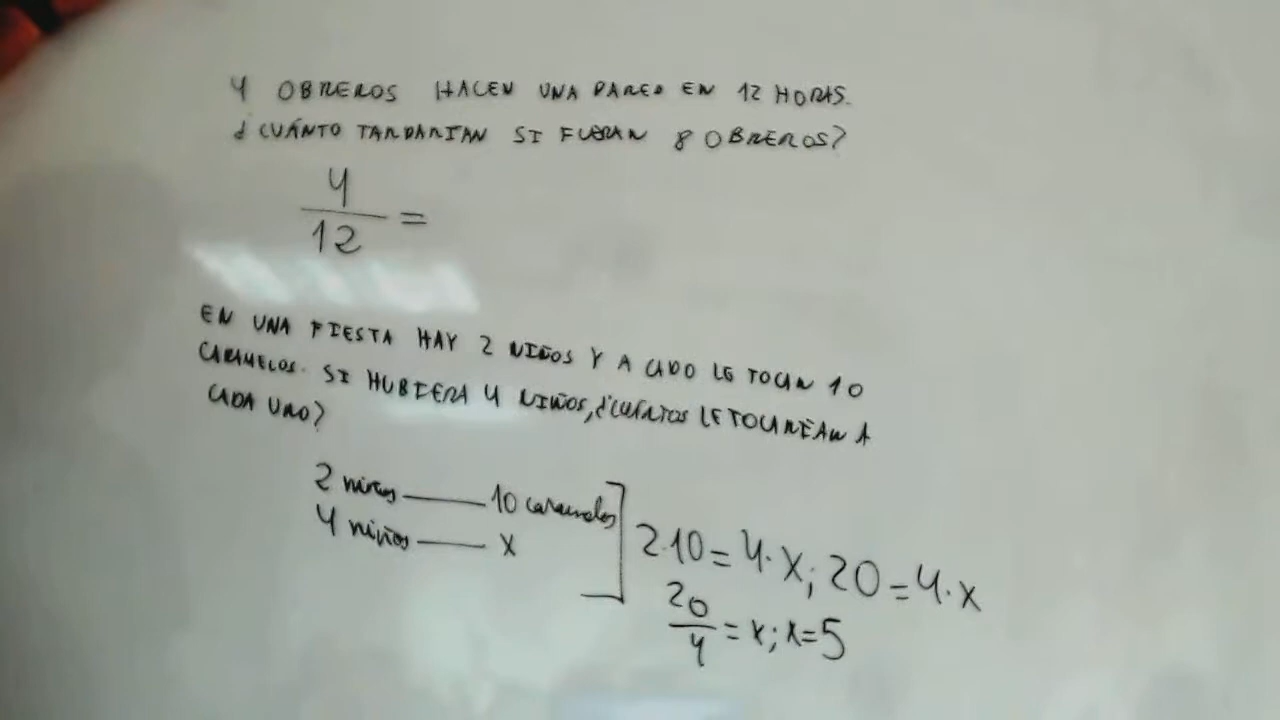 4 OBREROS HACEN UNA PARED EN 12 HORAS.
¿CUÁNTO TARDARIAN SI FUERAN 8 OBREROS?
4
12 =
EN UNA FIESTA HAY 2 NIÑOS Y A CADA LE TOCAN 10
CARAMELOS. SI HUBIERA 4 NIÑOS, ¿CUÁNTOS LE TOCARÍAN A
CADA UNO?
2 niños — 10 caramelos
4 niños — X
2·10 = 4·X; 20 = 4·X
20
4 = x; x = 5